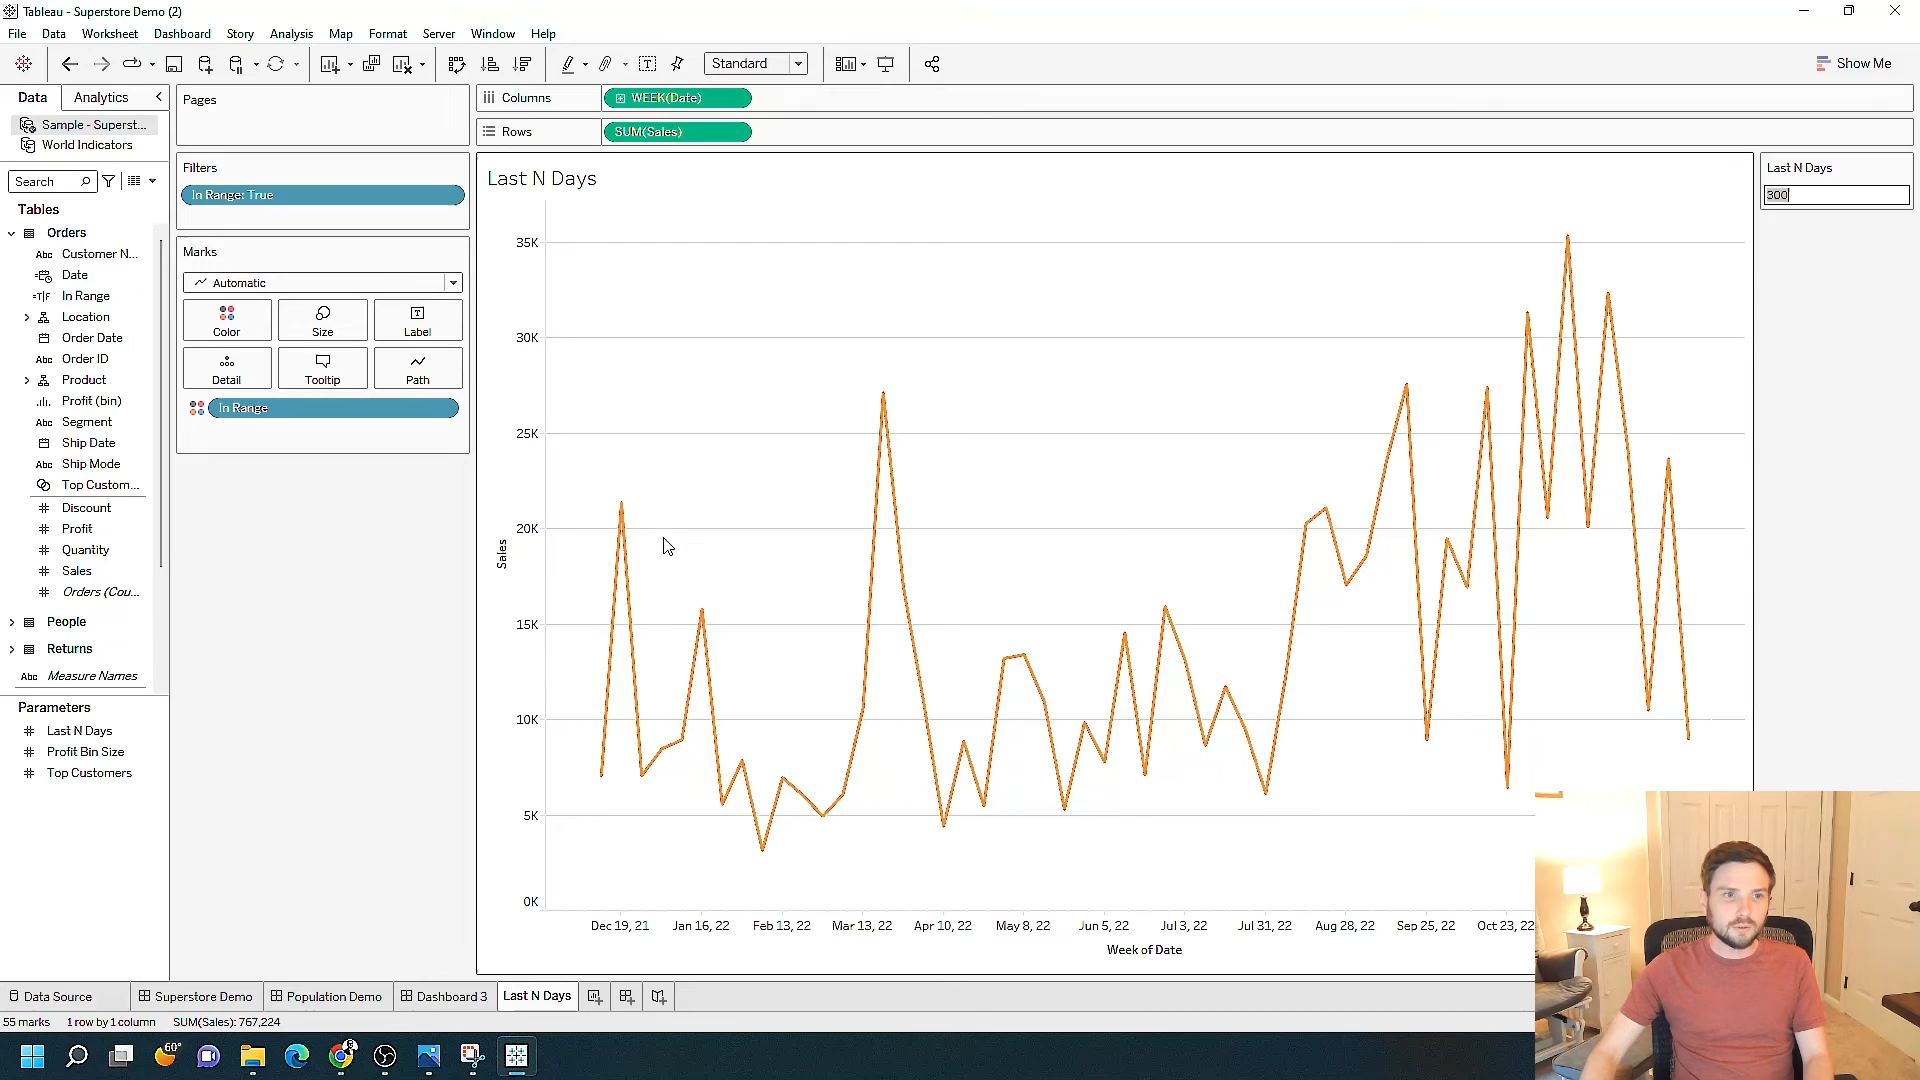 Tableau - Superstore Demo (2)
File Data Worksheet Dashboard Story Analysis Map Format Server Window Help
Standard
Show Me
Data Analytics
Sample - Superst...
World Indicators
Search
Tables
Orders
Abc Customer N...
Date
=T|F In Range
Location
Order Date
Abc Order ID
Product
Profit (bin)
Abc Segment
Ship Date
Abc Ship Mode
Top Custom...
# Discount
# Profit
# Quantity
# Sales
# Orders (Cou...
People
Returns
Abc Measure Names
Parameters
# Last N Days
# Profit Bin Size
# Top Customers
Pages
Filters
In Range: True
Marks
Automatic
Color Size Label
Detail Tooltip Path
In Range
Columns WEEK(Date)
Rows SUM(Sales)
Last N Days
35K
30K
25K
20K
15K
10K
5K
0K
Sales
Dec 19, 21 Jan 16, 22 Feb 13, 22 Mar 13, 22 Apr 10, 22 May 8, 22 Jun 5, 22 Jul 3, 22 Jul 31, 22 Aug 28, 22 Sep 25, 22 Oct 23, 22
Week of Date
Last N Days
300
Data Source Superstore Demo Population Demo Dashboard 3 Last N Days
55 marks 1 row by 1 column SUM(Sales): 767,224
60°